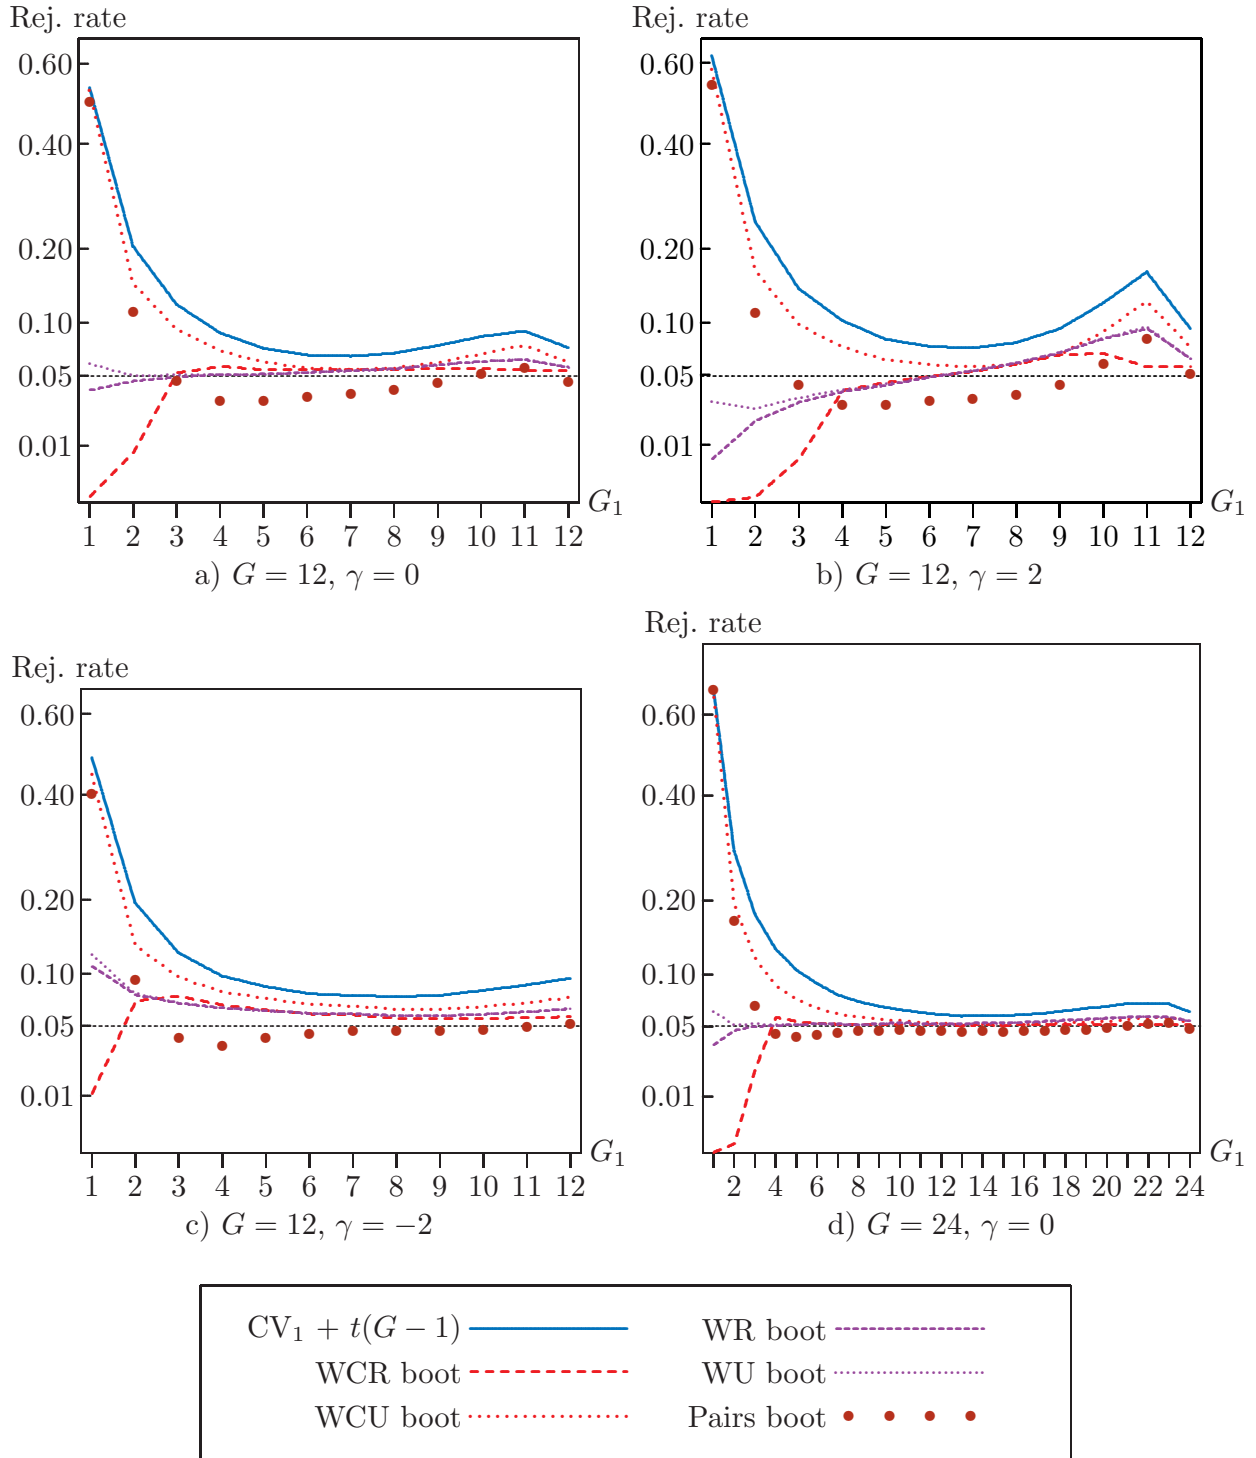 Rej. rate
0.60
0.40
0.20
0.10
0.05
0.01
G₁
1 2 3 4 5 6 7 8 9 10 11 12
a) G = 12, γ = 0
Rej. rate
0.60
0.40
0.20
0.10
0.05
0.01
G₁
1 2 3 4 5 6 7 8 9 10 11 12
b) G = 12, γ = 2
Rej. rate
0.60
0.40
0.20
0.10
0.05
0.01
G₁
1 2 3 4 5 6 7 8 9 10 11 12
c) G = 12, γ = −2
Rej. rate
0.60
0.40
0.20
0.10
0.05
0.01
G₁
2 4 6 8 10 12 14 16 18 20 22 24
d) G = 24, γ = 0
CV₁ + t(G − 1)
WCR boot
WCU boot
WR boot
WU boot
Pairs boot